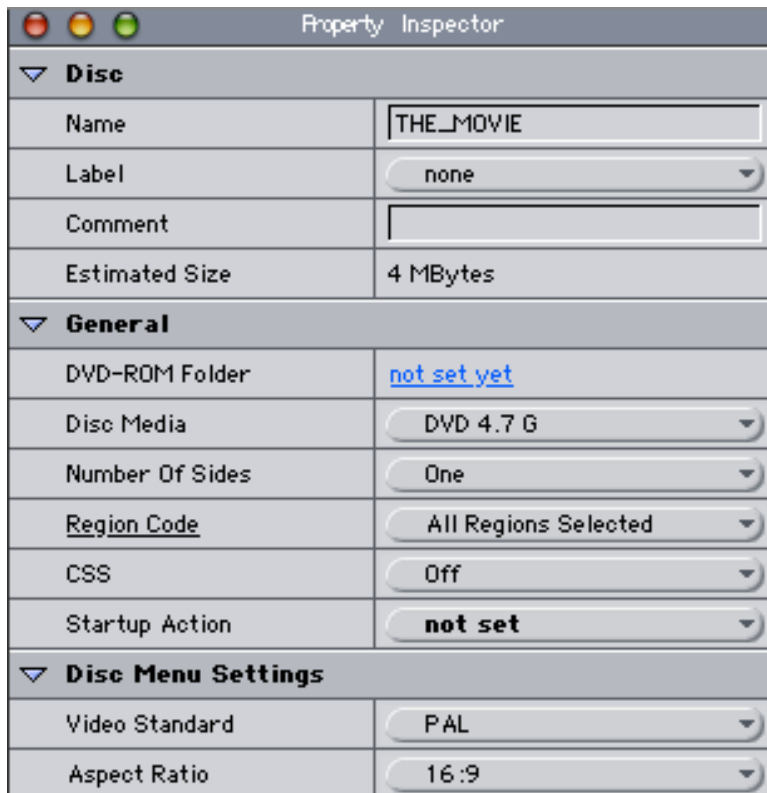 Property Inspector
Disc
Name THE_MOVIE
Label none
Comment
Estimated Size 4 MBytes
General
DVD-ROM Folder not set yet
Disc Media DVD 4.7 G
Number Of Sides One
Region Code All Regions Selected
CSS Off
Startup Action not set
Disc Menu Settings
Video Standard PAL
Aspect Ratio 16:9